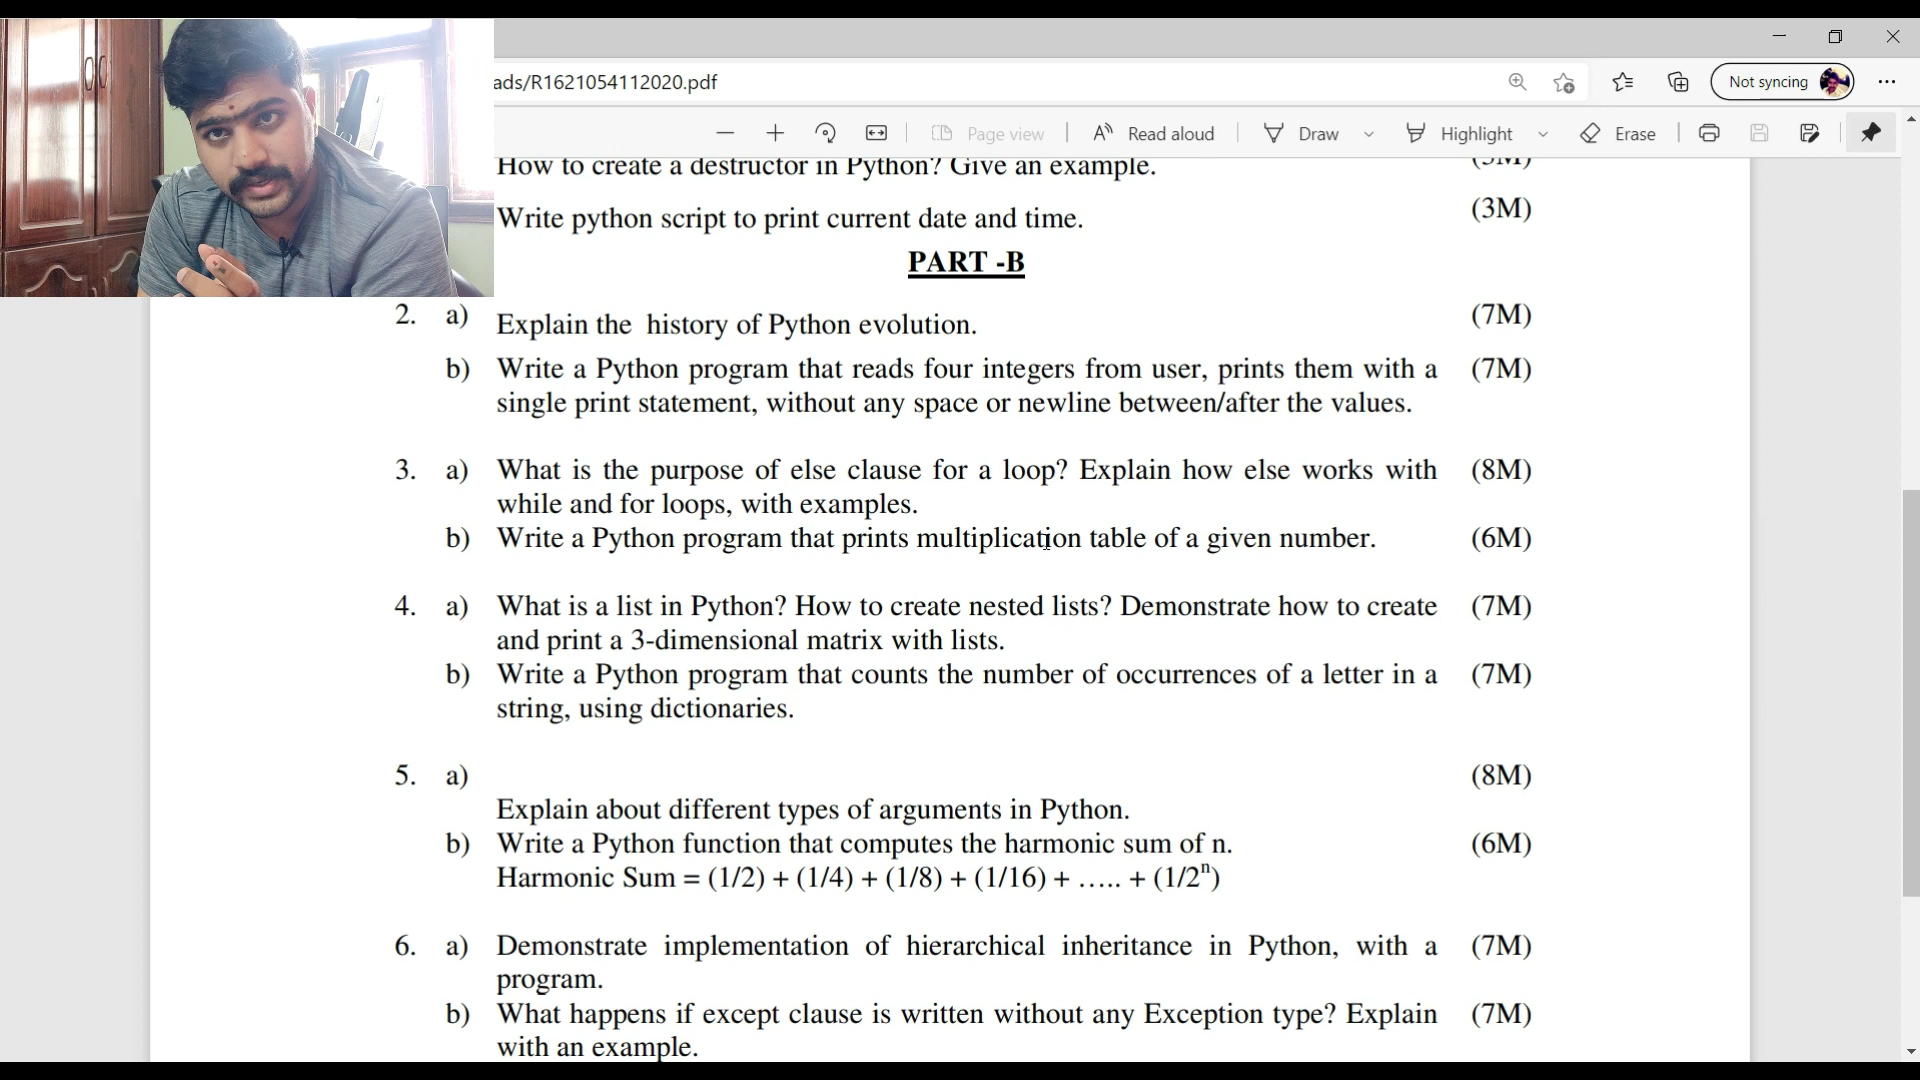 ads/R1621054112020.pdf
Not syncing
Page view
Read aloud
Draw
Highlight
Erase
How to create a destructor in Python? Give an example. (3M)
Write python script to print current date and time. (3M)
PART -B
2. a) Explain the history of Python evolution. (7M)
b) Write a Python program that reads four integers from user, prints them with a (7M)
single print statement, without any space or newline between/after the values.
3. a) What is the purpose of else clause for a loop? Explain how else works with (8M)
while and for loops, with examples.
b) Write a Python program that prints multiplication table of a given number. (6M)
4. a) What is a list in Python? How to create nested lists? Demonstrate how to create (7M)
and print a 3-dimensional matrix with lists.
b) Write a Python program that counts the number of occurrences of a letter in a (7M)
string, using dictionaries.
5. a) (8M)
Explain about different types of arguments in Python.
b) Write a Python function that computes the harmonic sum of n. (6M)
Harmonic Sum = (1/2) + (1/4) + (1/8) + (1/16) + ….. + (1/2ⁿ)
6. a) Demonstrate implementation of hierarchical inheritance in Python, with a (7M)
program.
b) What happens if except clause is written without any Exception type? Explain (7M)
with an example.